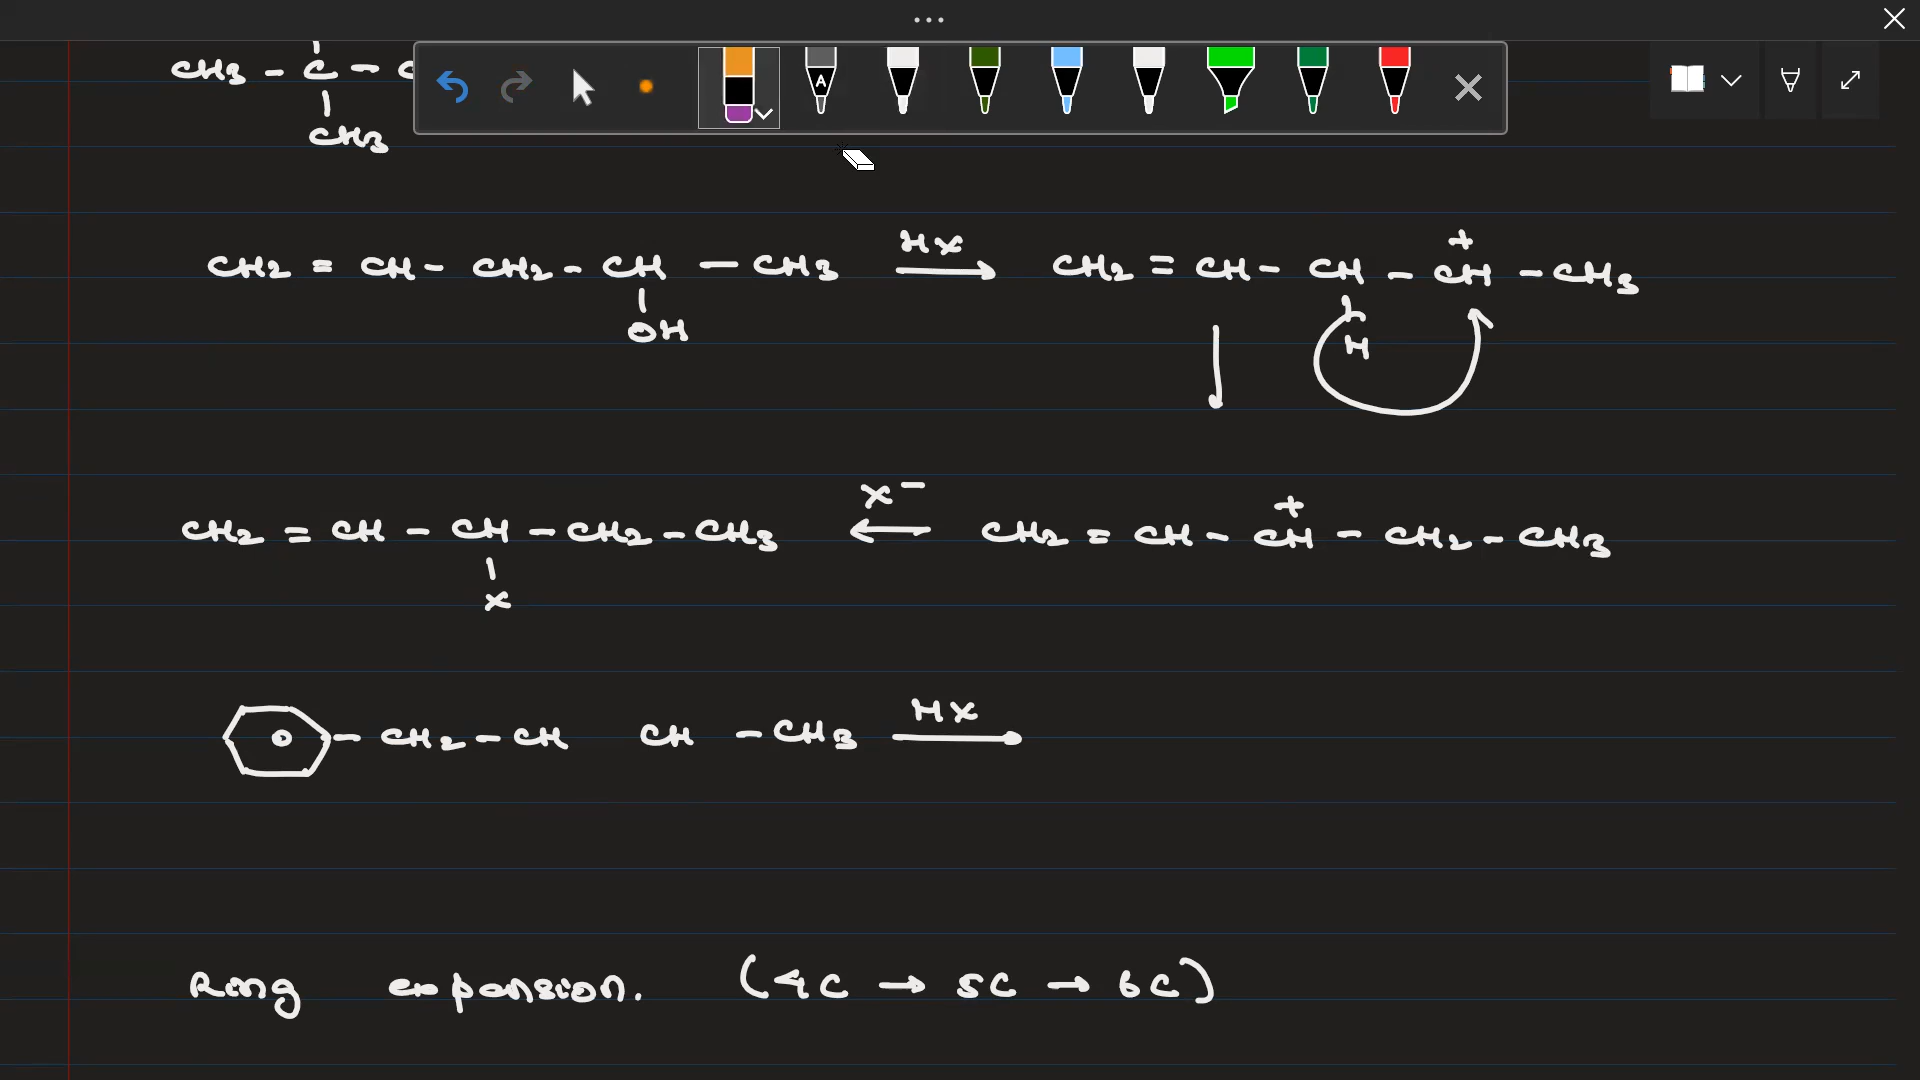 CH3 - C - C
CH3
CH2 = CH - CH2 - CH - CH3 HX→ CH2 = CH - CH - CH - CH3
+
OH
H
CH2 = CH - CH - CH2 - CH3 X⁻← CH2 = CH - CH - CH2 - CH3
+
X
- CH2 - CH CH - CH3 HX→
Ring expansion. (4C → 5C → 6C)